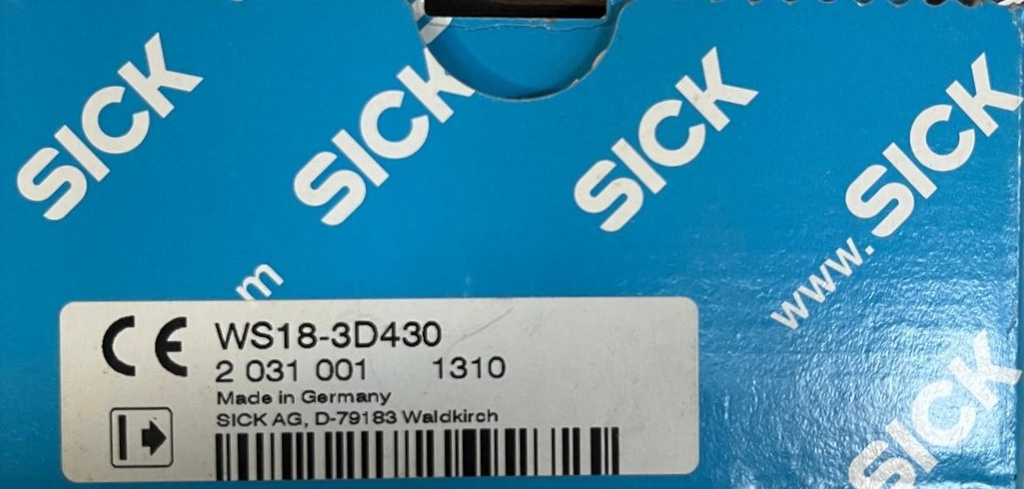 SICK
SICK
SICK
www.SICK
m
WS18-3D430
2 031 001 1310
Made in Germany
SICK AG, D-79183 Waldkirch
CE
SICK